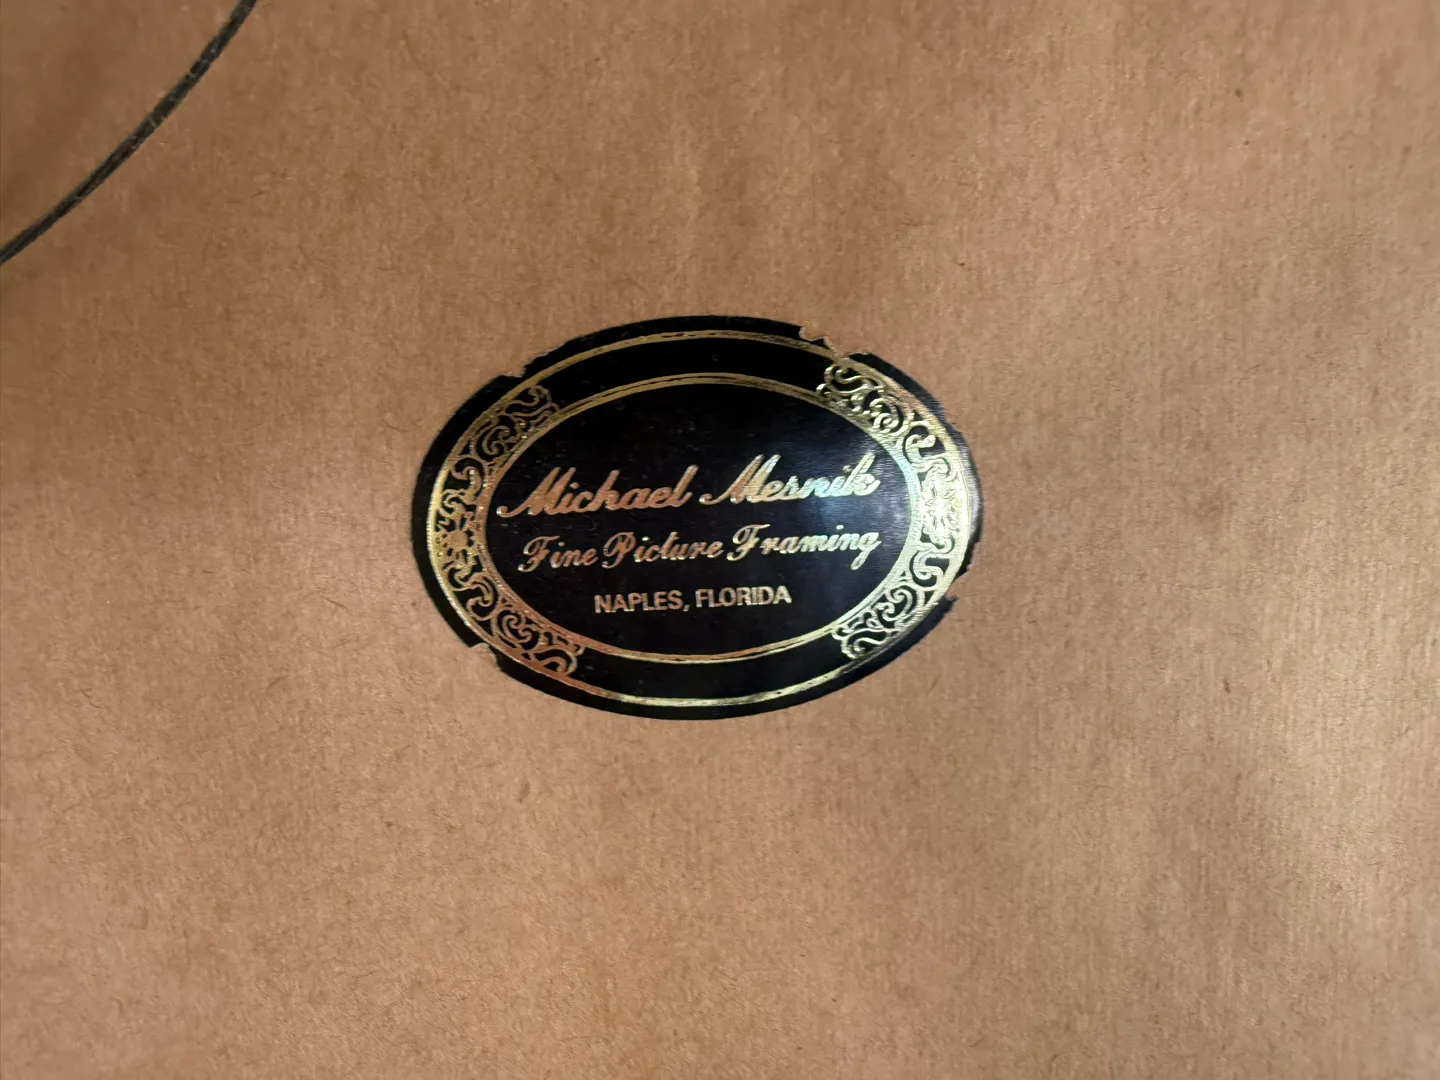 Michael Mesnik
Fine Picture Framing
NAPLES, FLORIDA